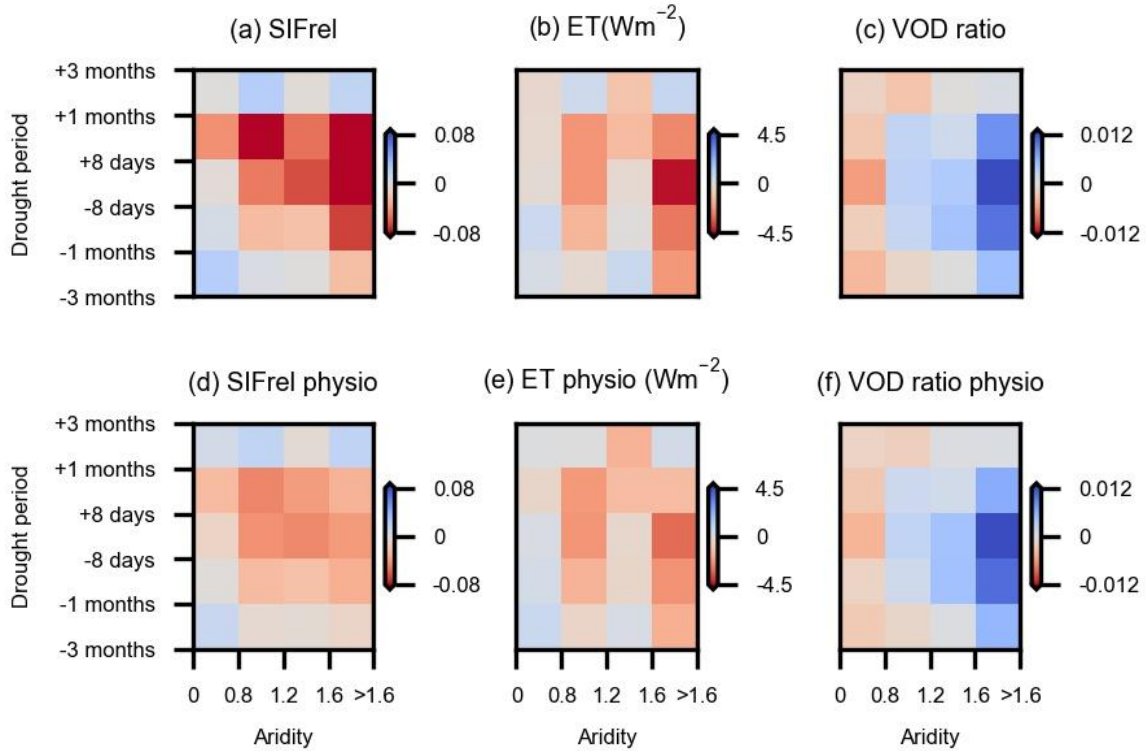 (a) SIFrel
(b) ET(Wm⁻²)
(c) VOD ratio
Drought period
+3 months
+1 months
+8 days
-8 days
-1 months
-3 months
0.08
0
-0.08
4.5
0
-4.5
0.012
0
-0.012
(d) SIFrel physio
(e) ET physio (Wm⁻²)
(f) VOD ratio physio
Drought period
+3 months
+1 months
+8 days
-8 days
-1 months
-3 months
0.08
0
-0.08
4.5
0
-4.5
0.012
0
-0.012
0 0.8 1.2 1.6 >1.6
0 0.8 1.2 1.6 >1.6
0 0.8 1.2 1.6 >1.6
Aridity
Aridity
Aridity